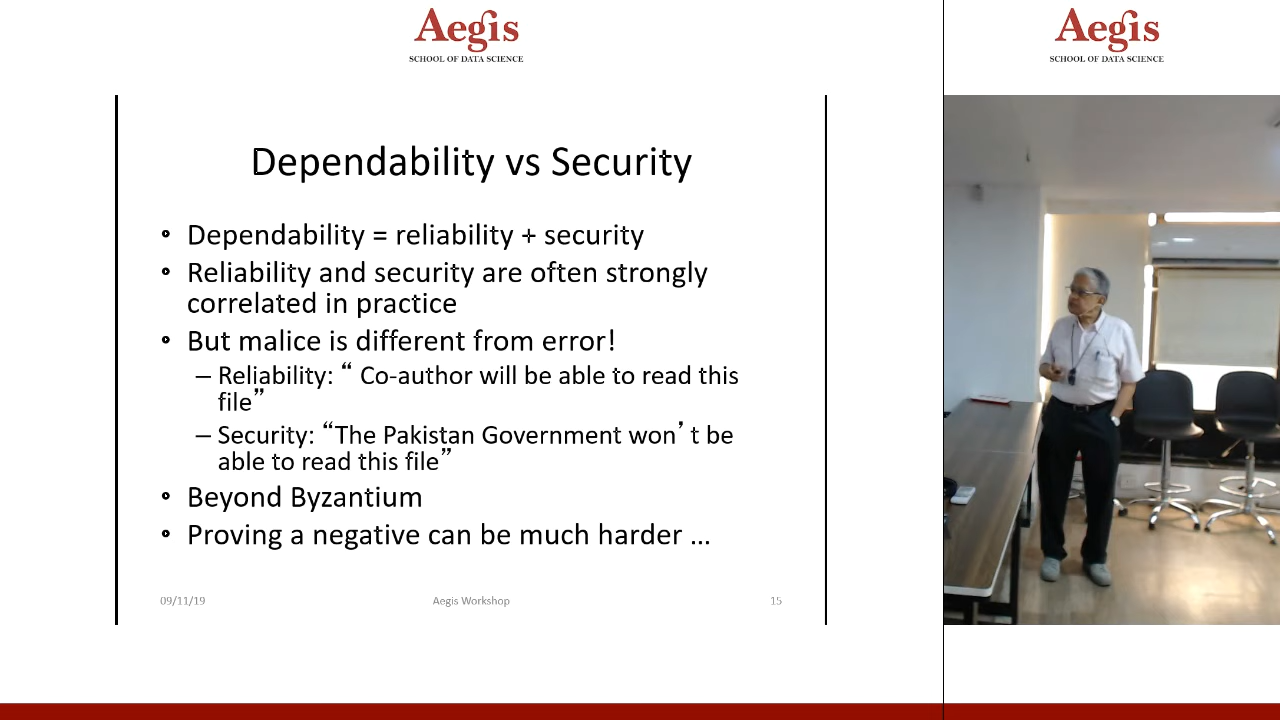 Aegis
SCHOOL OF DATA SCIENCE
Aegis
SCHOOL OF DATA SCIENCE
Dependability vs Security
• Dependability = reliability + security
• Reliability and security are often strongly
correlated in practice
• But malice is different from error!
– Reliability: “ Co-author will be able to read this
file”
– Security: “The Pakistan Government won’ t be
able to read this file”
• Beyond Byzantium
• Proving a negative can be much harder …
09/11/19
Aegis Workshop
15